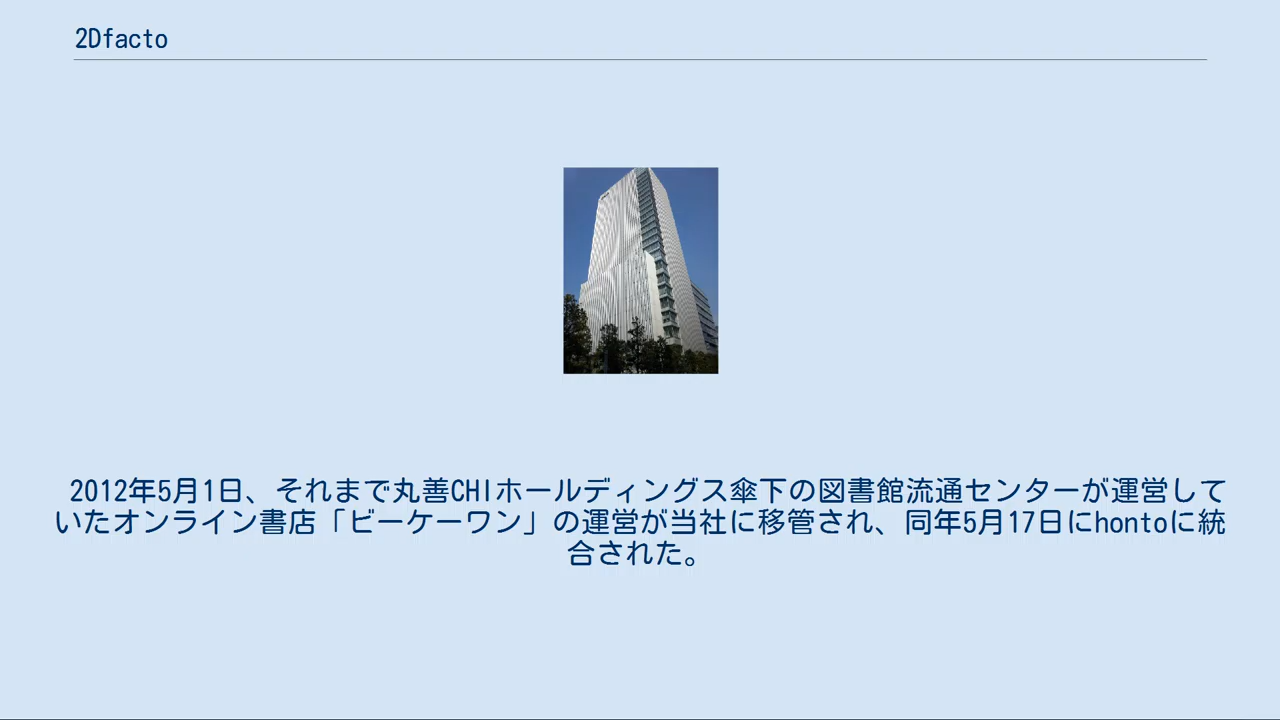 2Dfacto
2012年5月1日、それまで丸善CHIホールディングス傘下の図書館流通センターが運営して
いたオンライン書店「ビーケーワン」の運営が当社に移管され、同年5月17日にhontoに統
合された。